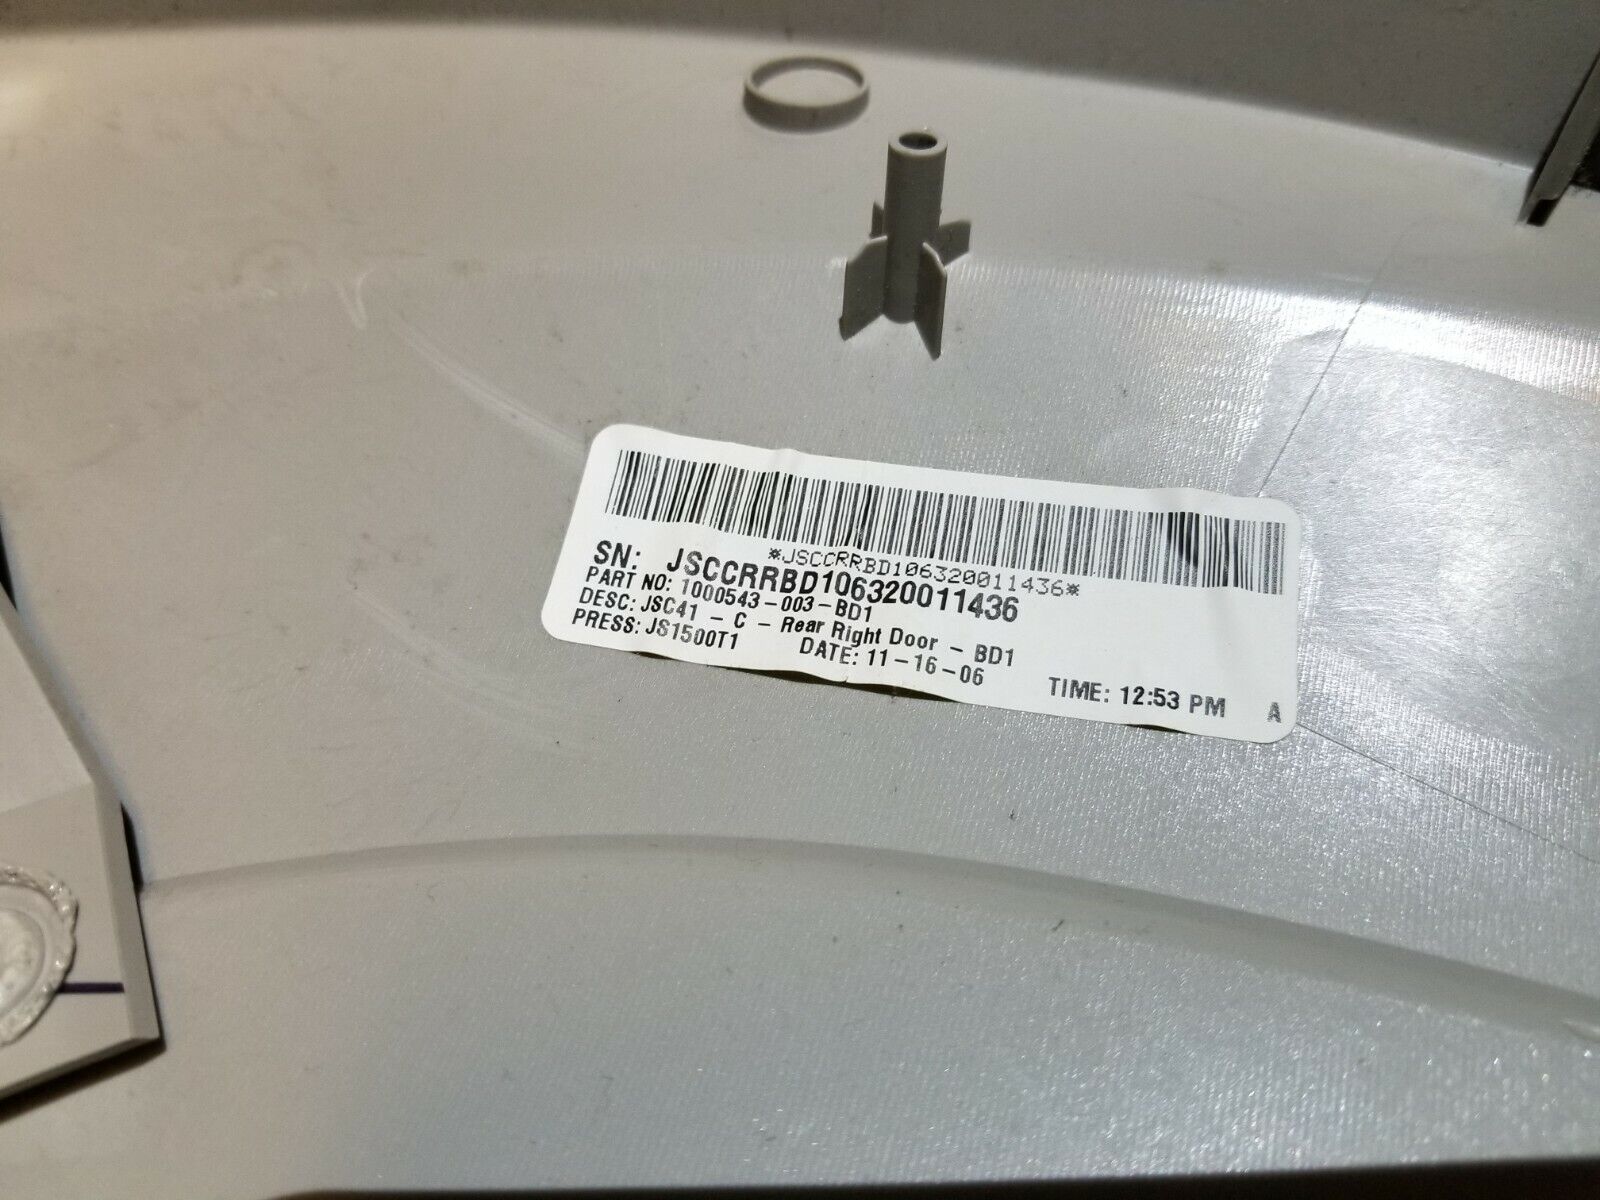 *JSCCRRBD106320011436*
SN: JSCCRRBD106320011436
PART NO: 1000543-003-BD1
DESC: JSC41 - C - Rear Right Door - BD1
PRESS: JS1500T1 DATE: 11-16-06 TIME: 12:53 PM A